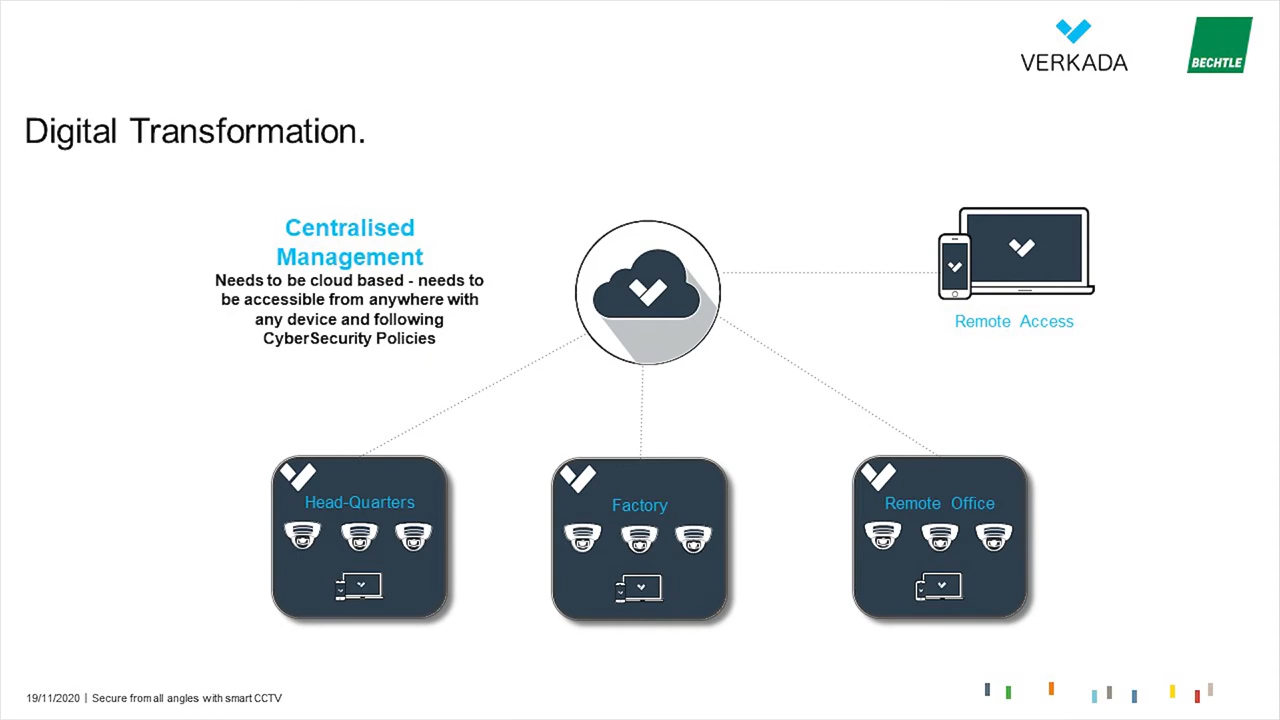 VERKADA
BECHTLE
Digital Transformation.
Centralised
Management
Needs to be cloud based - needs to
be accessible from anywhere with
any device and following
CyberSecurity Policies
Remote Access
Head-Quarters
Factory
Remote Office
19/11/2020 | Secure from all angles with smart CCTV